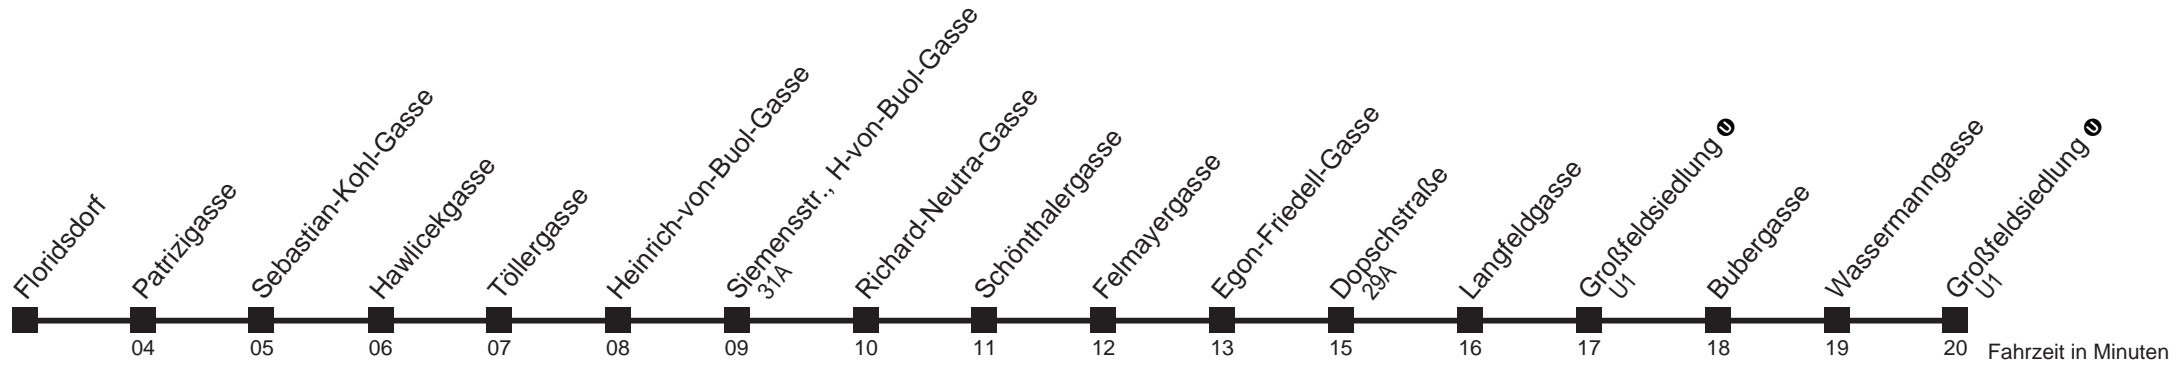 Floridsdorf
Patrizigasse
04
Sebastian-Kohl-Gasse
05
Hawlicekgasse
06
Töllergasse
07
Heinrich-von-Buol-Gasse
08
Siemensstr., H-von-Buol-Gasse
31A
09
Richard-Neutra-Gasse
10
Schönthalergasse
11
Felmayergasse
12
Egon-Friedell-Gasse
13
Dopschstraße
29A
15
Langfeldgasse
16
Großfeldsiedlung U
U1
17
Bubergasse
18
Wassermanngasse
19
Großfeldsiedlung U
U1
20
Fahrzeit in Minuten